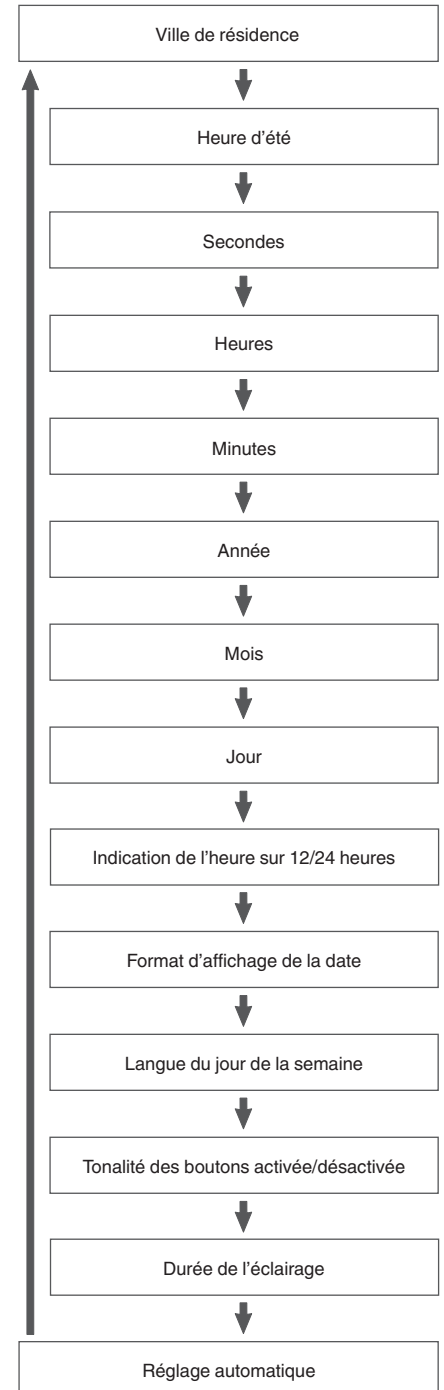 Ville de résidence
Heure d’été
Secondes
Heures
Minutes
Année
Mois
Jour
Indication de l’heure sur 12/24 heures
Format d’affichage de la date
Langue du jour de la semaine
Tonalité des boutons activée/désactivée
Durée de l’éclairage
Réglage automatique